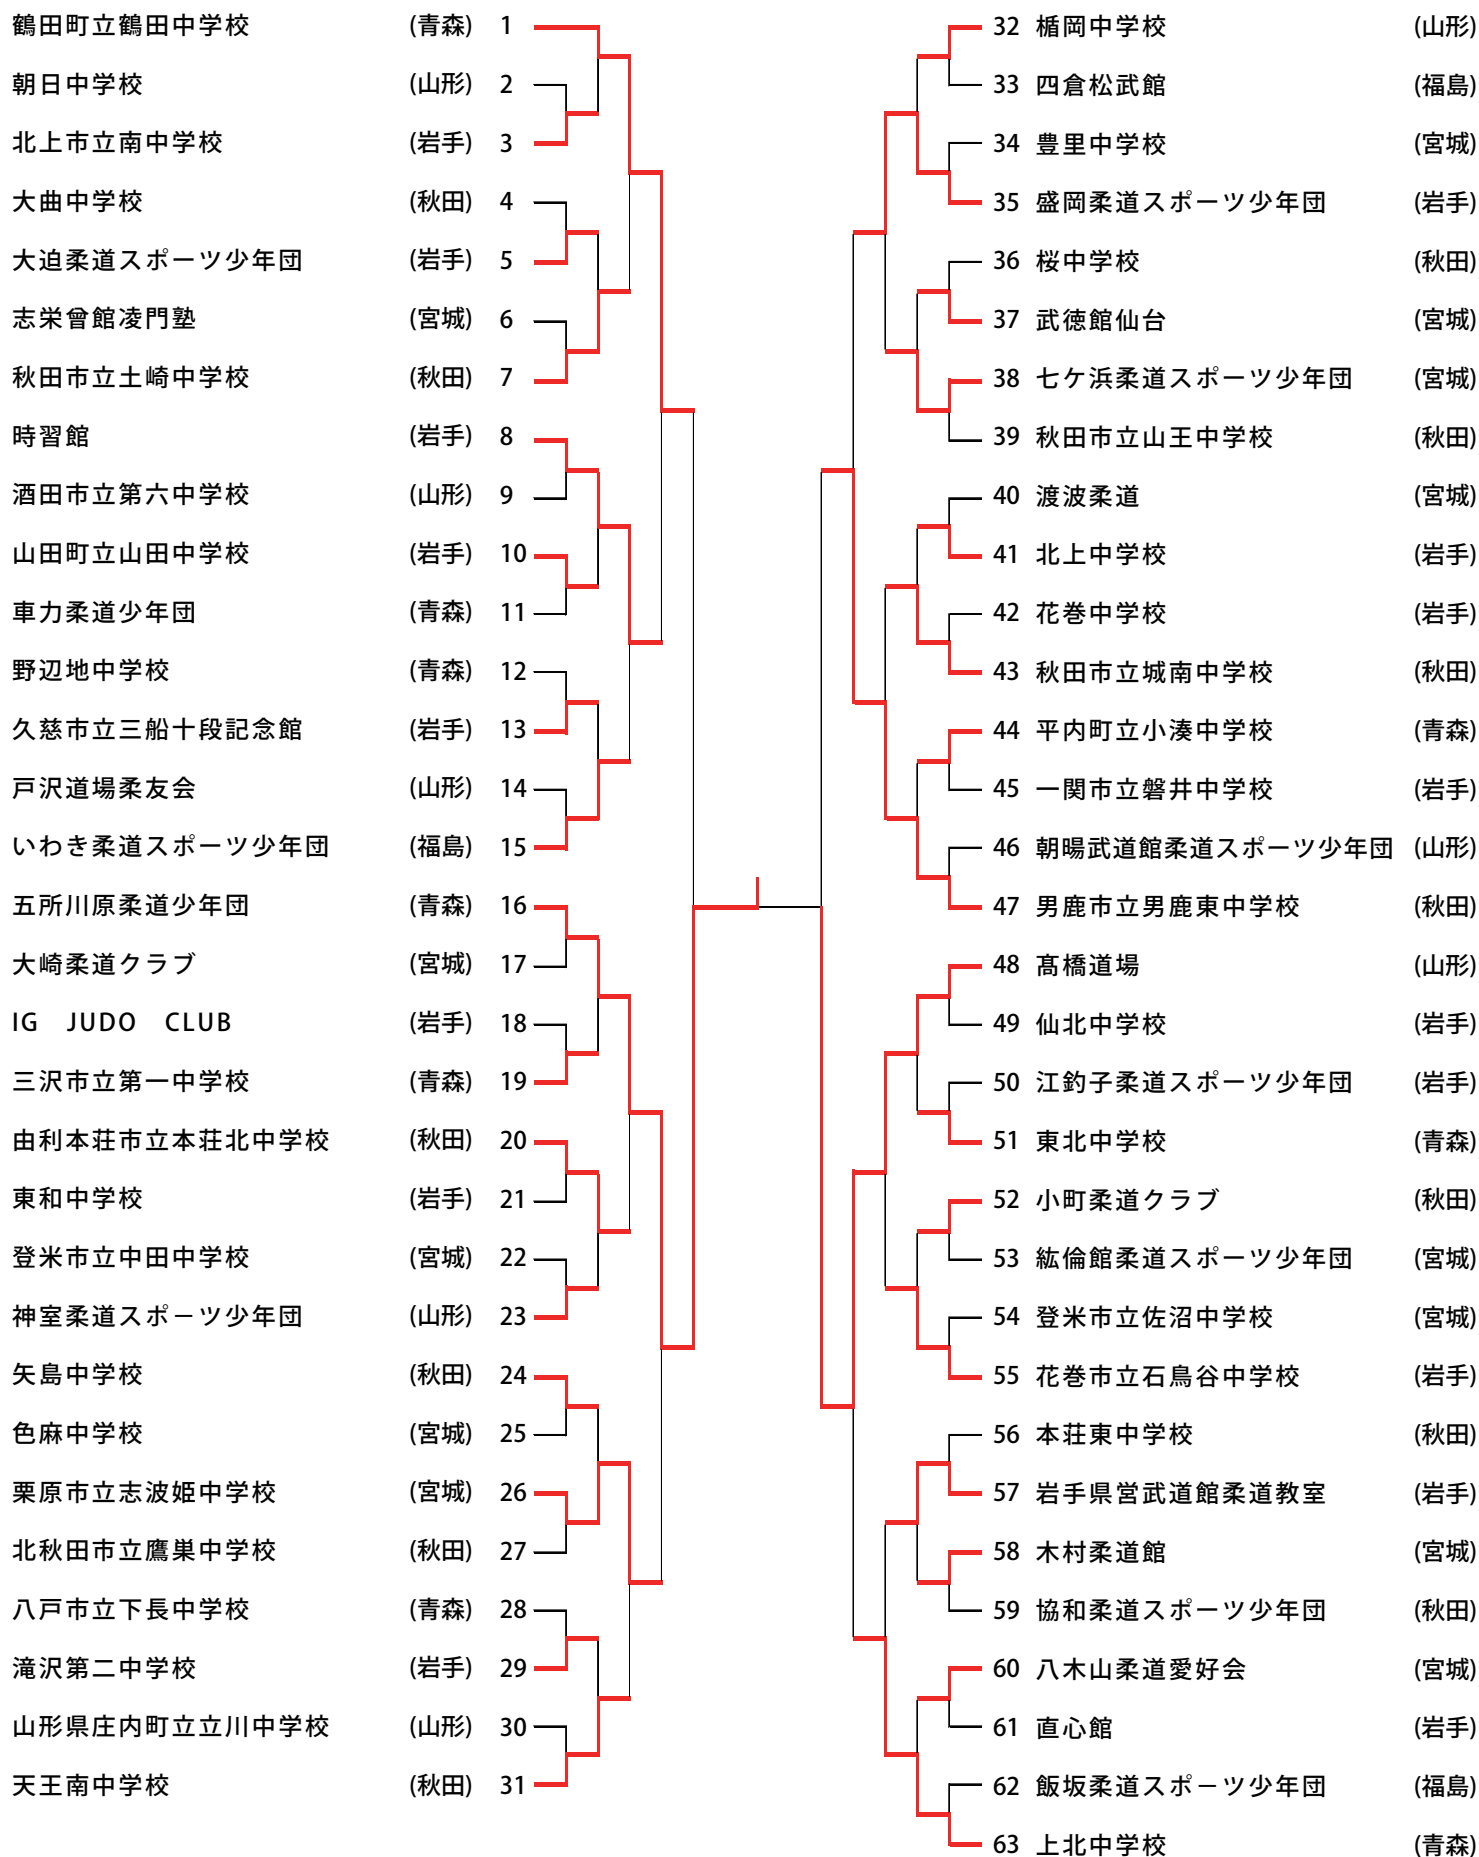 鶴田町立鶴田中学校 (青森) 1
朝日中学校 (山形) 2
北上市立南中学校 (岩手) 3
大曲中学校 (秋田) 4
大迫柔道スポーツ少年団 (岩手) 5
志栄曾館凌門塾 (宮城) 6
秋田市立土崎中学校 (秋田) 7
時習館 (岩手) 8
酒田市立第六中学校 (山形) 9
山田町立山田中学校 (岩手) 10
車力柔道少年団 (青森) 11
野辺地中学校 (青森) 12
久慈市立三船十段記念館 (岩手) 13
戸沢道場柔友会 (山形) 14
いわき柔道スポーツ少年団 (福島) 15
五所川原柔道少年団 (青森) 16
大崎柔道クラブ (宮城) 17
IG JUDO CLUB (岩手) 18
三沢市立第一中学校 (青森) 19
由利本荘市立本荘北中学校 (秋田) 20
東和中学校 (岩手) 21
登米市立中田中学校 (宮城) 22
神室柔道スポーツ少年団 (山形) 23
矢島中学校 (秋田) 24
色麻中学校 (宮城) 25
栗原市立志波姫中学校 (宮城) 26
北秋田市立鷹巣中学校 (秋田) 27
八戸市立下長中学校 (青森) 28
滝沢第二中学校 (岩手) 29
山形県庄内町立立川中学校 (山形) 30
天王南中学校 (秋田) 31
32 楯岡中学校 (山形)
33 四倉松武館 (福島)
34 豊里中学校 (宮城)
35 盛岡柔道スポーツ少年団 (岩手)
36 桜中学校 (秋田)
37 武徳館仙台 (宮城)
38 七ケ浜柔道スポーツ少年団 (宮城)
39 秋田市立山王中学校 (秋田)
40 渡波柔道 (宮城)
41 北上中学校 (岩手)
42 花巻中学校 (岩手)
43 秋田市立城南中学校 (秋田)
44 平内町立小湊中学校 (青森)
45 一関市立磐井中学校 (岩手)
46 朝暘武道館柔道スポーツ少年団 (山形)
47 男鹿市立男鹿東中学校 (秋田)
48 髙橋道場 (山形)
49 仙北中学校 (岩手)
50 江釣子柔道スポーツ少年団 (岩手)
51 東北中学校 (青森)
52 小町柔道クラブ (秋田)
53 紘倫館柔道スポーツ少年団 (宮城)
54 登米市立佐沼中学校 (宮城)
55 花巻市立石鳥谷中学校 (岩手)
56 本荘東中学校 (秋田)
57 岩手県営武道館柔道教室 (岩手)
58 木村柔道館 (宮城)
59 協和柔道スポーツ少年団 (秋田)
60 八木山柔道愛好会 (宮城)
61 直心館 (岩手)
62 飯坂柔道スポーツ少年団 (福島)
63 上北中学校 (青森)